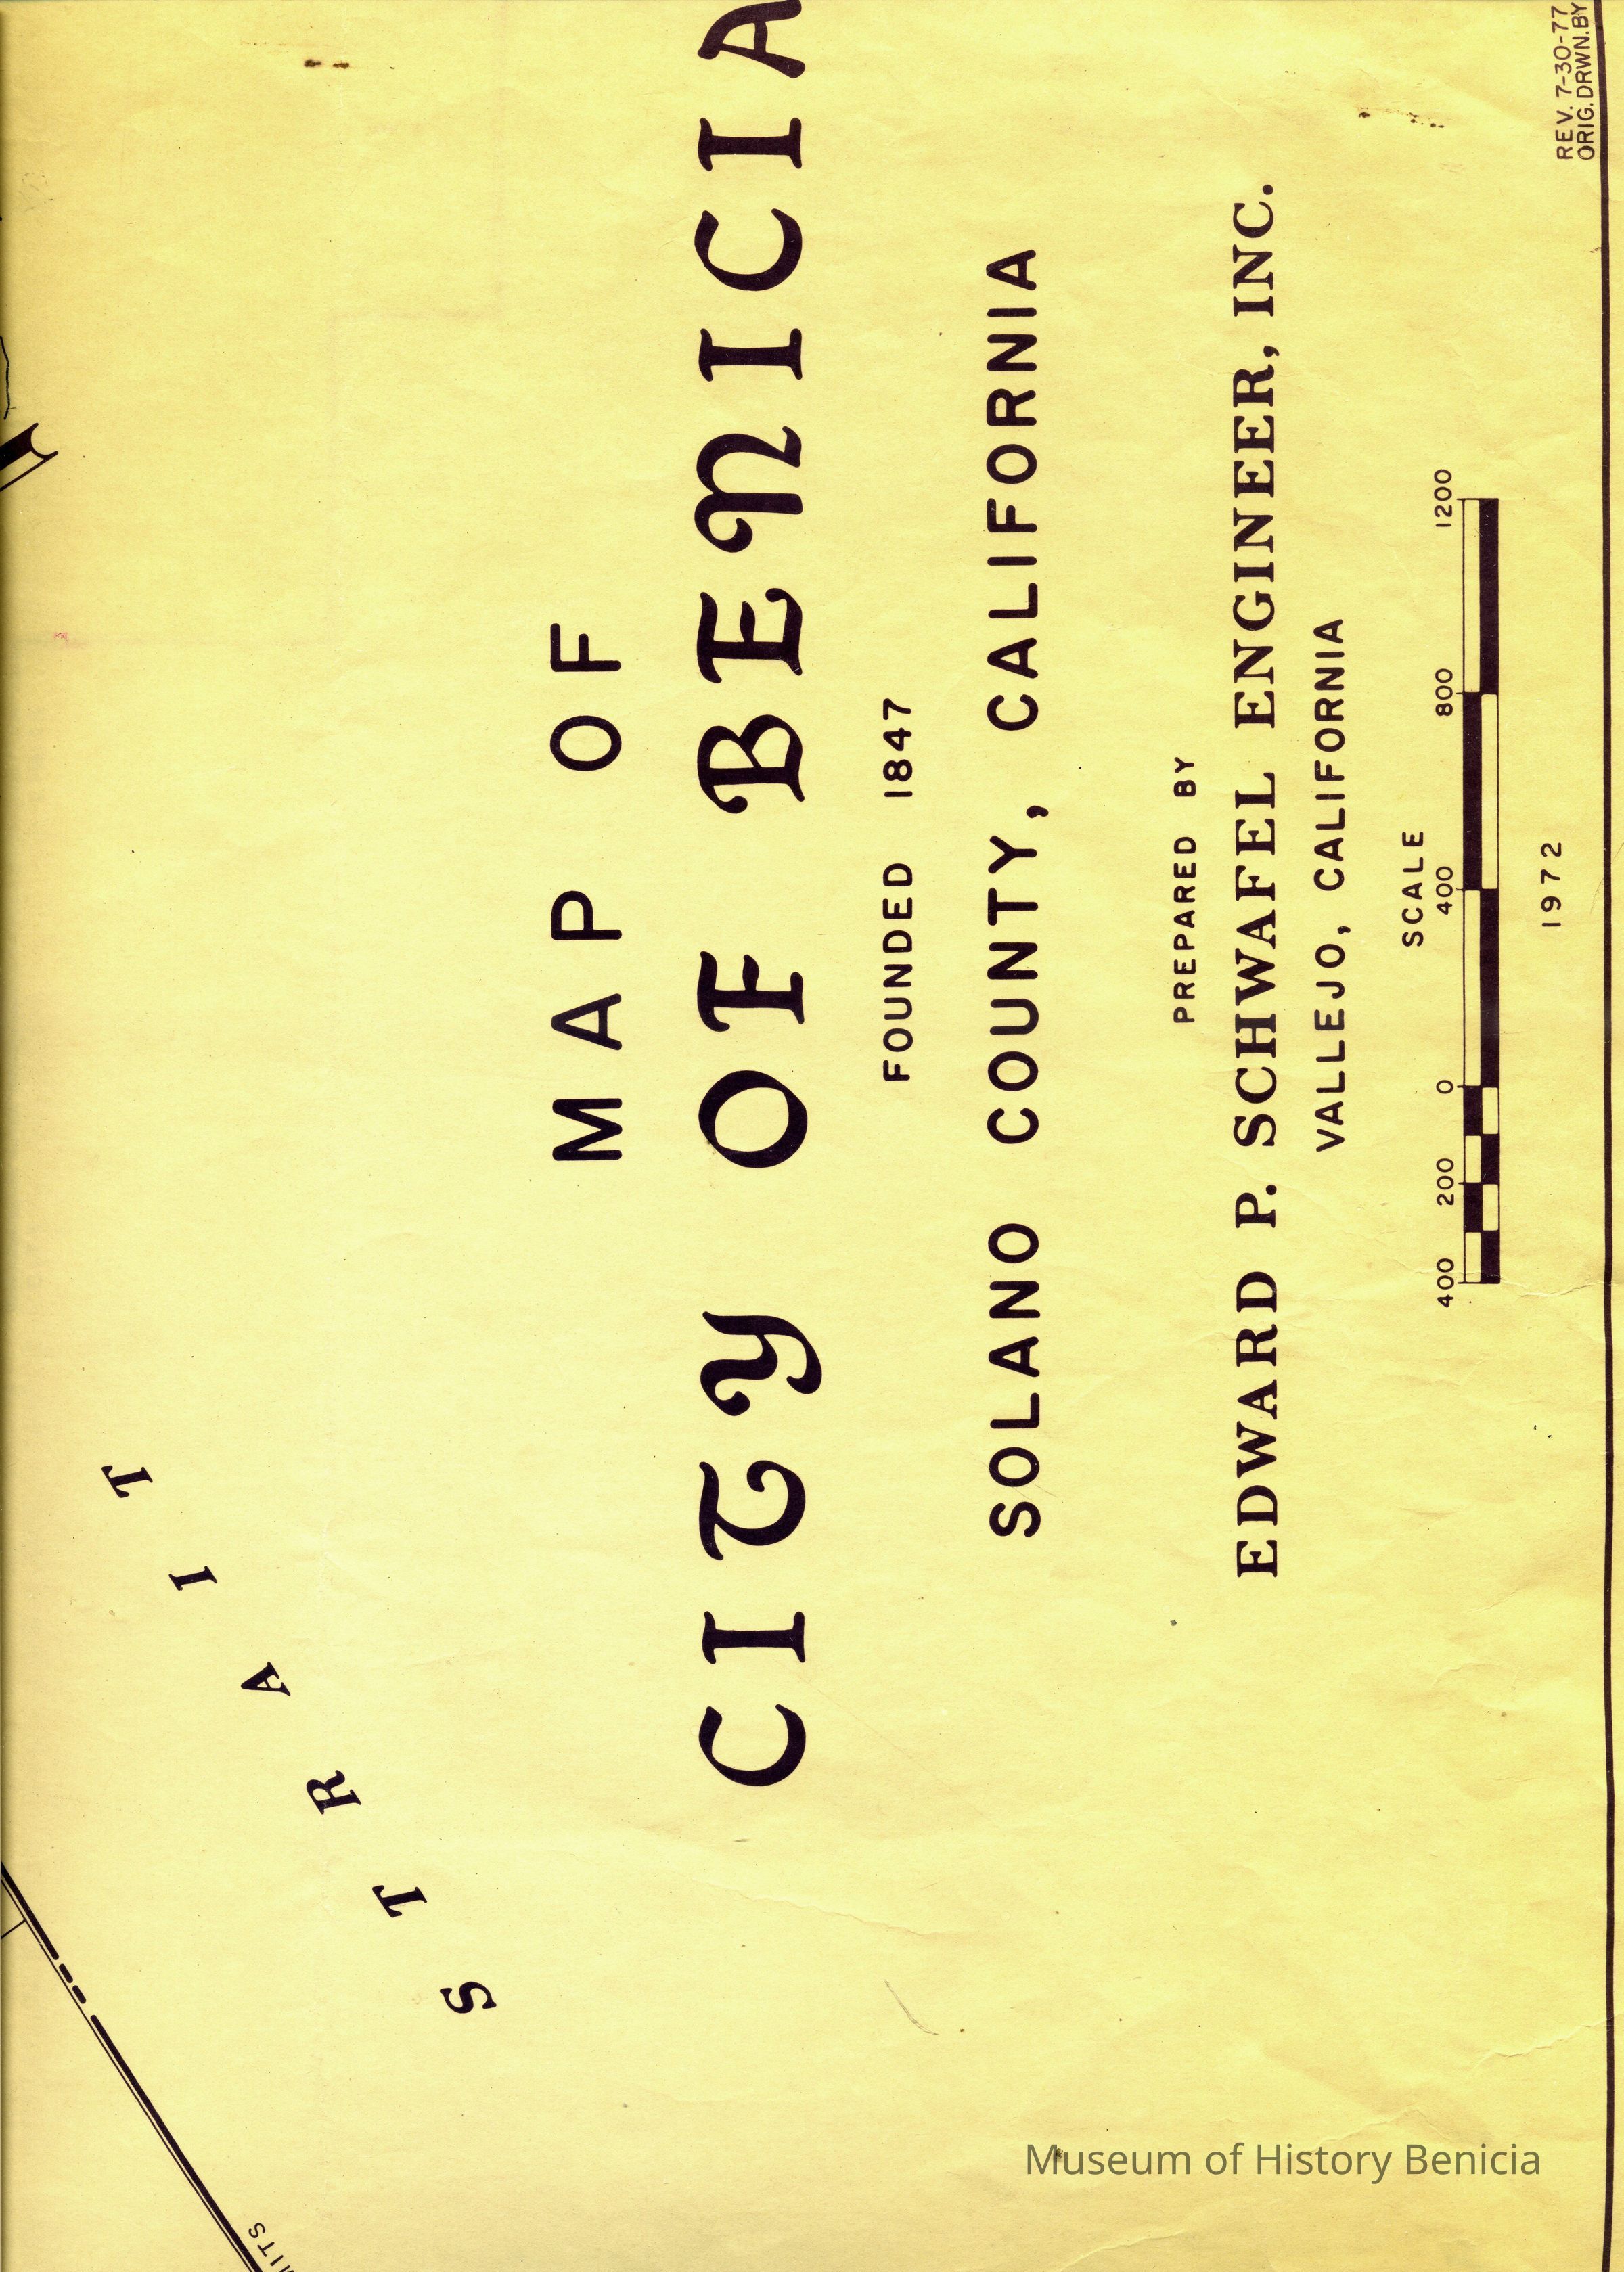 STRAIT
MAP OF
CITY OF BENICIA
FOUNDED 1847
SOLANO COUNTY, CALIFORNIA
PREPARED BY
EDWARD P. SCHWAFEL ENGINEER, INC.
VALLEJO, CALIFORNIA
SCALE
400 200 0 400 800 1200
1972
REV. 7-30-77
ORIG. DRWN. BY
Museum of History Benicia